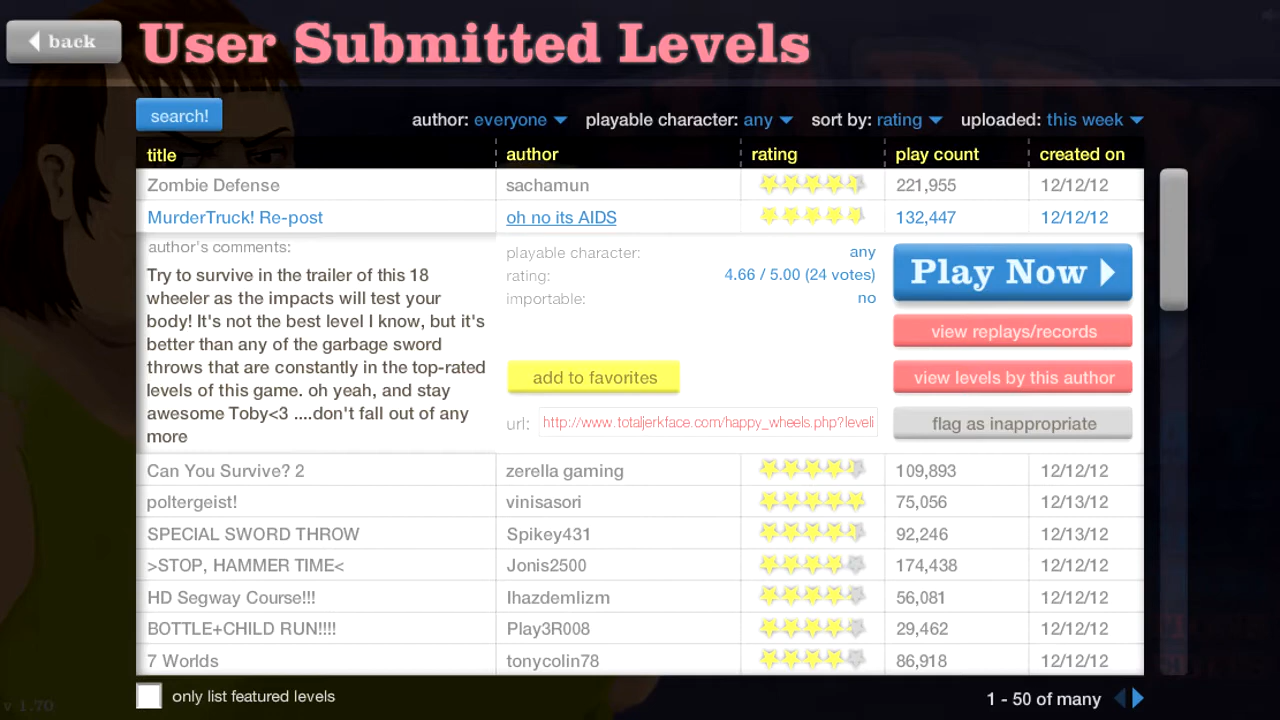 back
User Submitted Levels
search!
author: everyone playable character: any sort by: rating uploaded: this week
title author rating play count created on
Zombie Defense sachamun 221,955 12/12/12
MurderTruck! Re-post oh no its AIDS 132,447 12/12/12
author's comments:
Try to survive in the trailer of this 18
wheeler as the impacts will test your
body! It's not the best level I know, but it's
better than any of the garbage sword
throws that are constantly in the top-rated
levels of this game. oh yeah, and stay
awesome Toby<3 ....don't fall out of any
more
playable character: any
rating: 4.66 / 5.00 (24 votes)
importable: no
add to favorites
url: http://www.totaljerkface.com/happy_wheels.php?leveli
Play Now
view replays/records
view levels by this author
flag as inappropriate
Can You Survive? 2 zerella gaming 109,893 12/12/12
poltergeist! vinisasori 75,056 12/13/12
SPECIAL SWORD THROW Spikey431 92,246 12/13/12
>STOP, HAMMER TIME< Jonis2500 174,438 12/12/12
HD Segway Course!!! Ihazdemlizm 56,081 12/12/12
BOTTLE+CHILD RUN!!!! Play3R008 29,462 12/12/12
7 Worlds tonycolin78 86,918 12/12/12
only list featured levels
1 - 50 of many
v 1.70